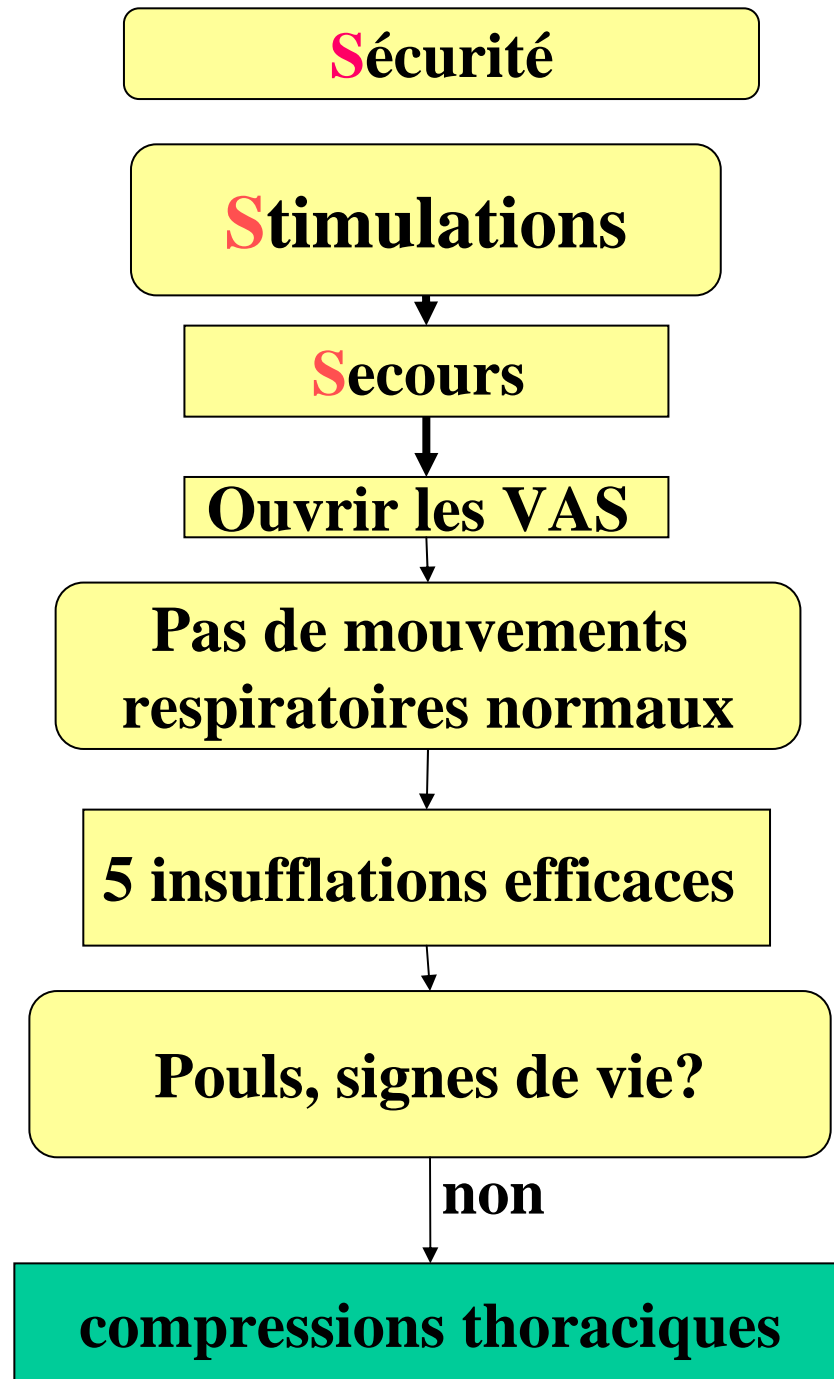 Sécurité
Stimulations
Secours
Ouvrir les VAS
Pas de mouvements
respiratoires normaux
5 insufflations efficaces
Pouls, signes de vie?
non
compressions thoraciques